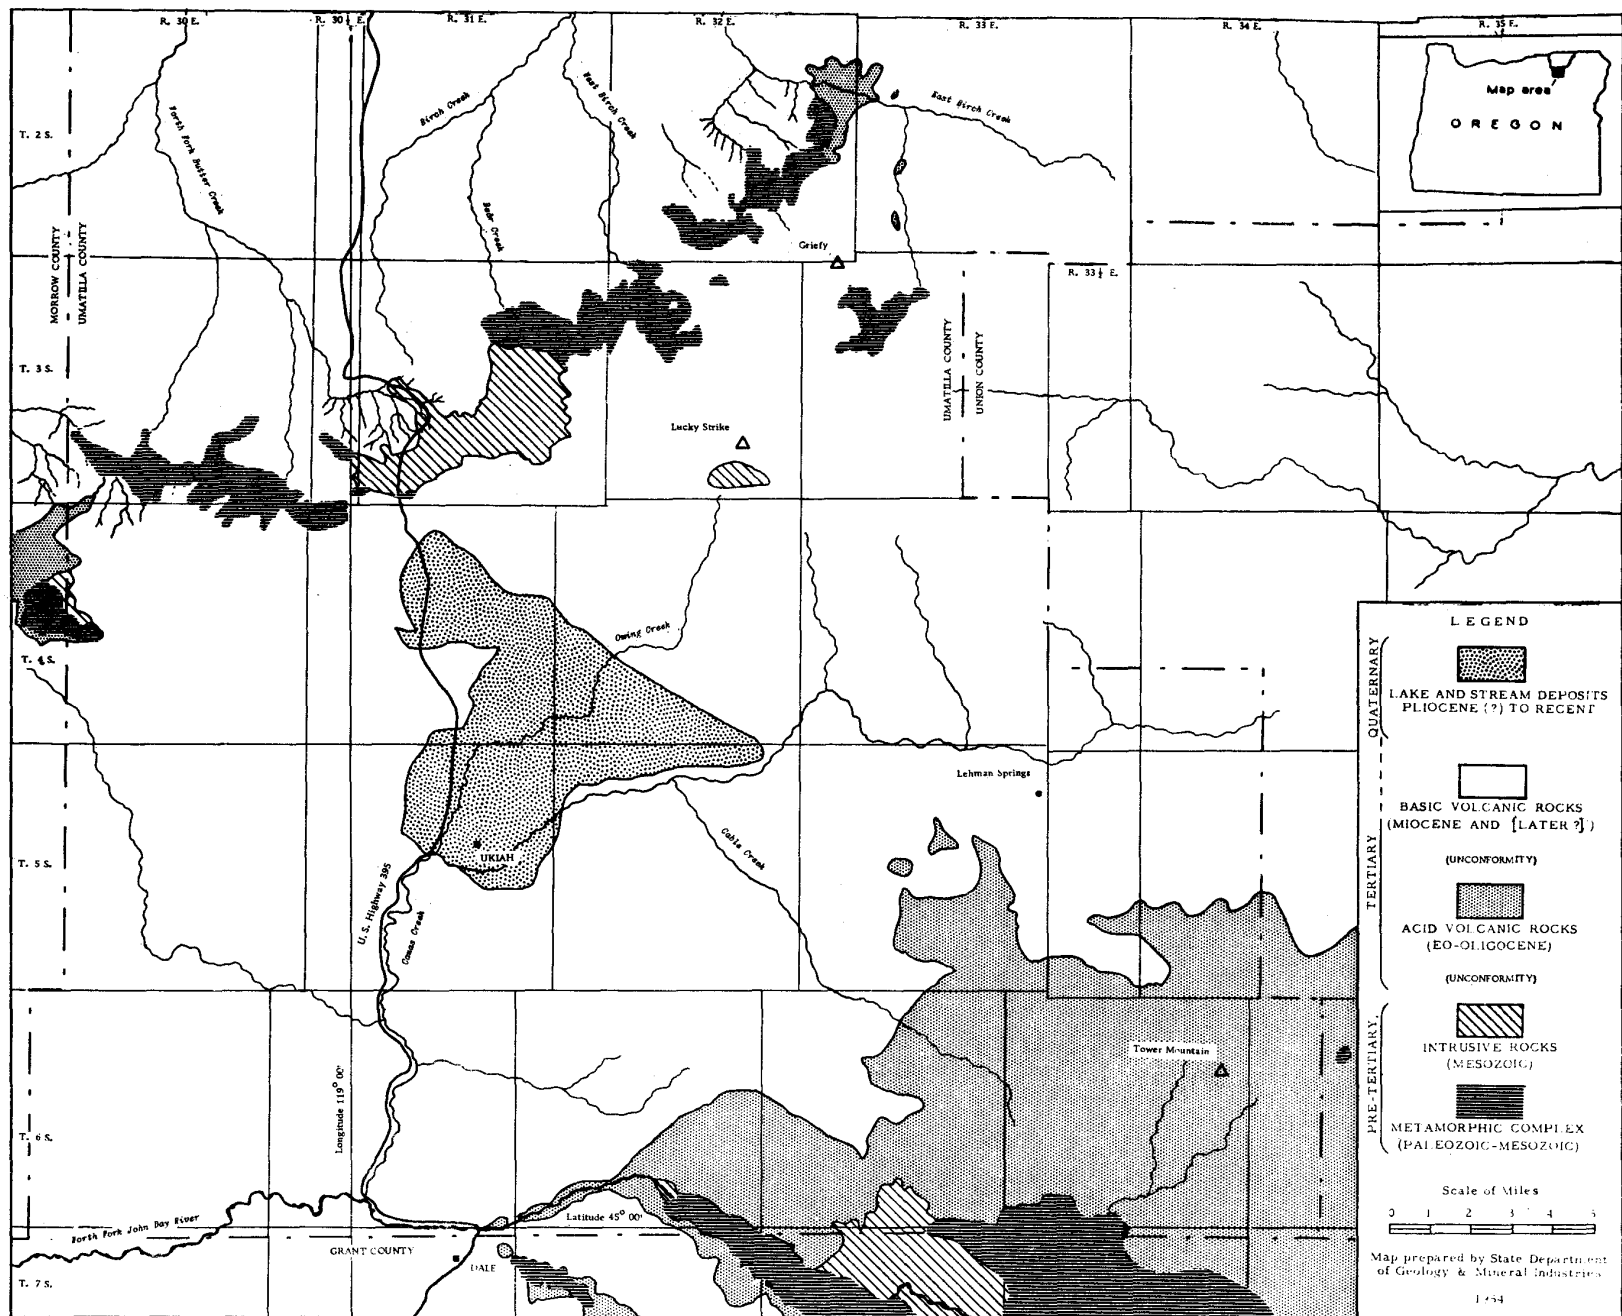 R. 30 E.
R. 30 ½ E.
R. 31 E.
R. 32 E.
R. 33 E.
R. 34 E.
R. 35 E.
Map area
OREGON
T. 2 S.
North Fork Butter Creek
Birch Creek
East Birch Creek
East Birch Creek
Bear Creek
MORROW COUNTY
UMATILLA COUNTY
Griefy
R. 33 ½ E.
T. 3 S.
UMATILLA COUNTY
UNION COUNTY
Lucky Strike
T. 4 S.
Owing Creek
Lehman Springs
T. 5 S.
UKIAH
Cable Creek
U. S. Highway 395
Camas Creek
Tower Mountain
Longitude 119° 00'
T. 6 S.
Latitude 45° 00'
North Fork John Day River
GRANT COUNTY
DALE
T. 7 S.
LEGEND
QUATERNARY
LAKE AND STREAM DEPOSITS
PLIOCENE (?) TO RECENT
TERTIARY
BASIC VOLCANIC ROCKS
(MIOCENE AND [LATER ?])
(UNCONFORMITY)
ACID VOLCANIC ROCKS
(EO-OLIGOCENE)
(UNCONFORMITY)
PRE-TERTIARY.
INTRUSIVE ROCKS
(MESOZOIC)
METAMORPHIC COMPLEX
(PALEOZOIC-MESOZOIC)
Scale of Miles
0 1 2 3 4 5
Map prepared by State Department
of Geology & Mineral Industries
1954